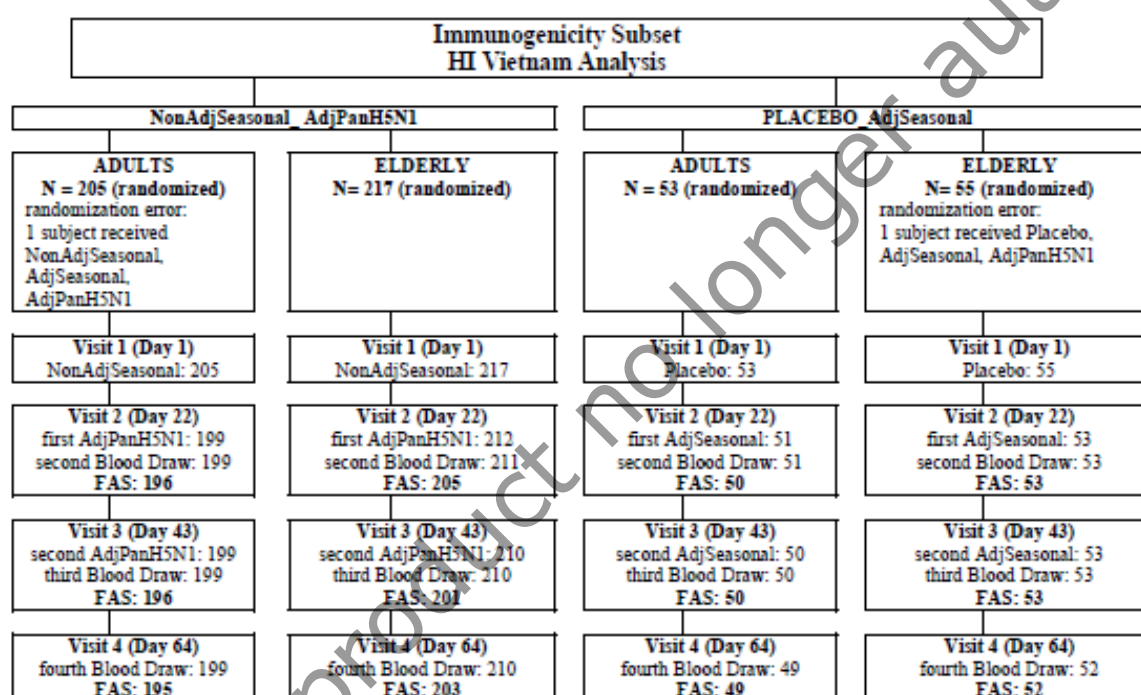 Immunogenicity Subset
HI Vietnam Analysis
NonAdjSeasonal_ AdjPanH5N1
PLACEBO_AdjSeasonal
ADULTS
N = 205 (randomized)
randomization error:
1 subject received
NonAdjSeasonal,
AdjSeasonal,
AdjPanH5N1
ELDERLY
N= 217 (randomized)
ADULTS
N = 53 (randomized)
ELDERLY
N= 55 (randomized)
randomization error:
1 subject received Placebo,
AdjSeasonal, AdjPanH5N1
Visit 1 (Day 1)
NonAdjSeasonal: 205
Visit 1 (Day 1)
NonAdjSeasonal: 217
Visit 1 (Day 1)
Placebo: 53
Visit 1 (Day 1)
Placebo: 55
Visit 2 (Day 22)
first AdjPanH5N1: 199
second Blood Draw: 199
FAS: 196
Visit 2 (Day 22)
first AdjPanH5N1: 212
second Blood Draw: 211
FAS: 205
Visit 2 (Day 22)
first AdjSeasonal: 51
second Blood Draw: 51
FAS: 50
Visit 2 (Day 22)
first AdjSeasonal: 53
second Blood Draw: 53
FAS: 53
Visit 3 (Day 43)
second AdjPanH5N1: 199
third Blood Draw: 199
FAS: 196
Visit 3 (Day 43)
second AdjPanH5N1: 210
third Blood Draw: 210
FAS: 201
Visit 3 (Day 43)
second AdjSeasonal: 50
third Blood Draw: 50
FAS: 50
Visit 3 (Day 43)
second AdjSeasonal: 53
third Blood Draw: 53
FAS: 53
Visit 4 (Day 64)
fourth Blood Draw: 199
FAS: 195
Visit 4 (Day 64)
fourth Blood Draw: 210
FAS: 203
Visit 4 (Day 64)
fourth Blood Draw: 49
FAS: 49
Visit 4 (Day 64)
fourth Blood Draw: 52
FAS: 52
product no longer au